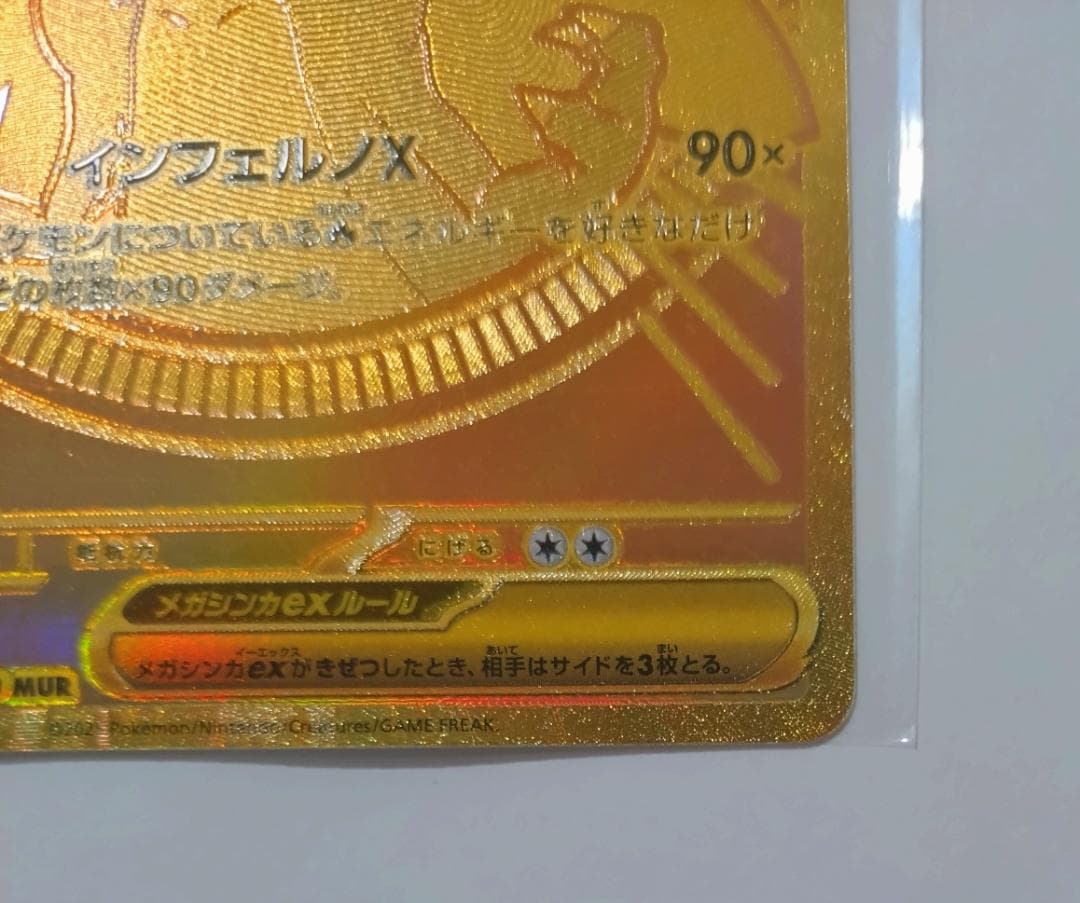 インフェルノX 90×
ケモンについている エネルギーを好きなだけ
その枚数×90ダメージ。
抵抗力 にげる
メガシンカexルール
メガシンカexがきぜつしたとき、相手はサイドを3枚とる。
MUR
Pokémon/Nintendo/Creatures/GAME FREAK.